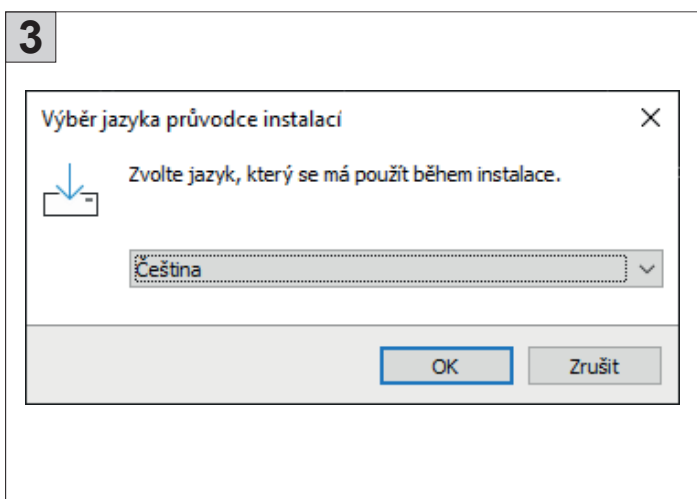 3
Výběr jazyka průvodce instalací
Zvolte jazyk, který se má použít během instalace.
Čeština
OK Zrušit